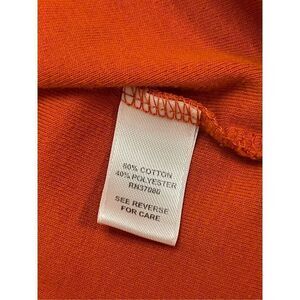 60% COTTON
40% POLYESTER
RN37080
SEE REVERSE
FOR CARE